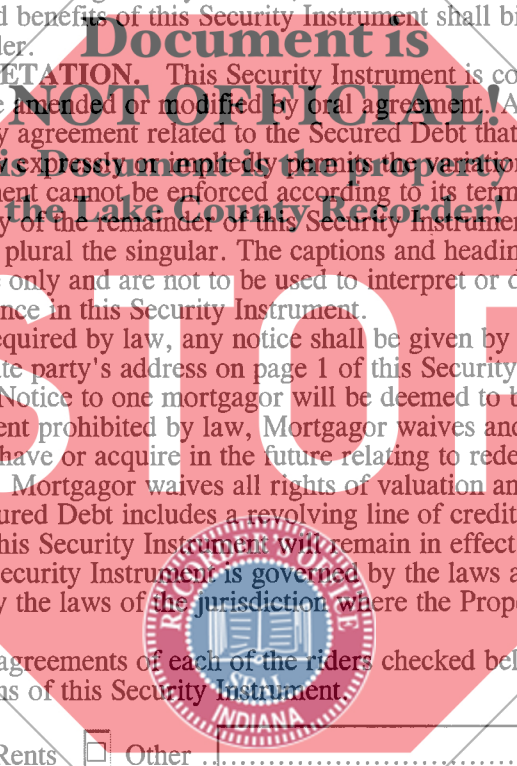 d benefits of this Security Instrument shall bi
ler.
Document is
ETATION. This Security Instrument is co
NOT OFFICIAL!
e amended or modified by oral agreement. A
y agreement related to the Secured Debt that
is Document is the property
w expressly or impliedly permits the variation
ent cannot be enforced according to its term
the Lake County Recorder!
y of the remainder of this Security Instrumen
plural the singular. The captions and headin
e only and are not to be used to interpret or d
nce in this Security Instrument.
STOP
equired by law, any notice shall be given by
te party's address on page 1 of this Security
Notice to one mortgagor will be deemed to b
ent prohibited by law, Mortgagor waives and
have or acquire in the future relating to rede
Mortgagor waives all rights of valuation an
ured Debt includes a revolving line of credit
his Security Instrument will remain in effect
ecurity Instrument is governed by the laws a
y the laws of the jurisdiction where the Prope
RECORDER'S OFFICE
SEAL
INDIANA
agreements of each of the riders checked bel
ns of this Security Instrument.
Rents Other